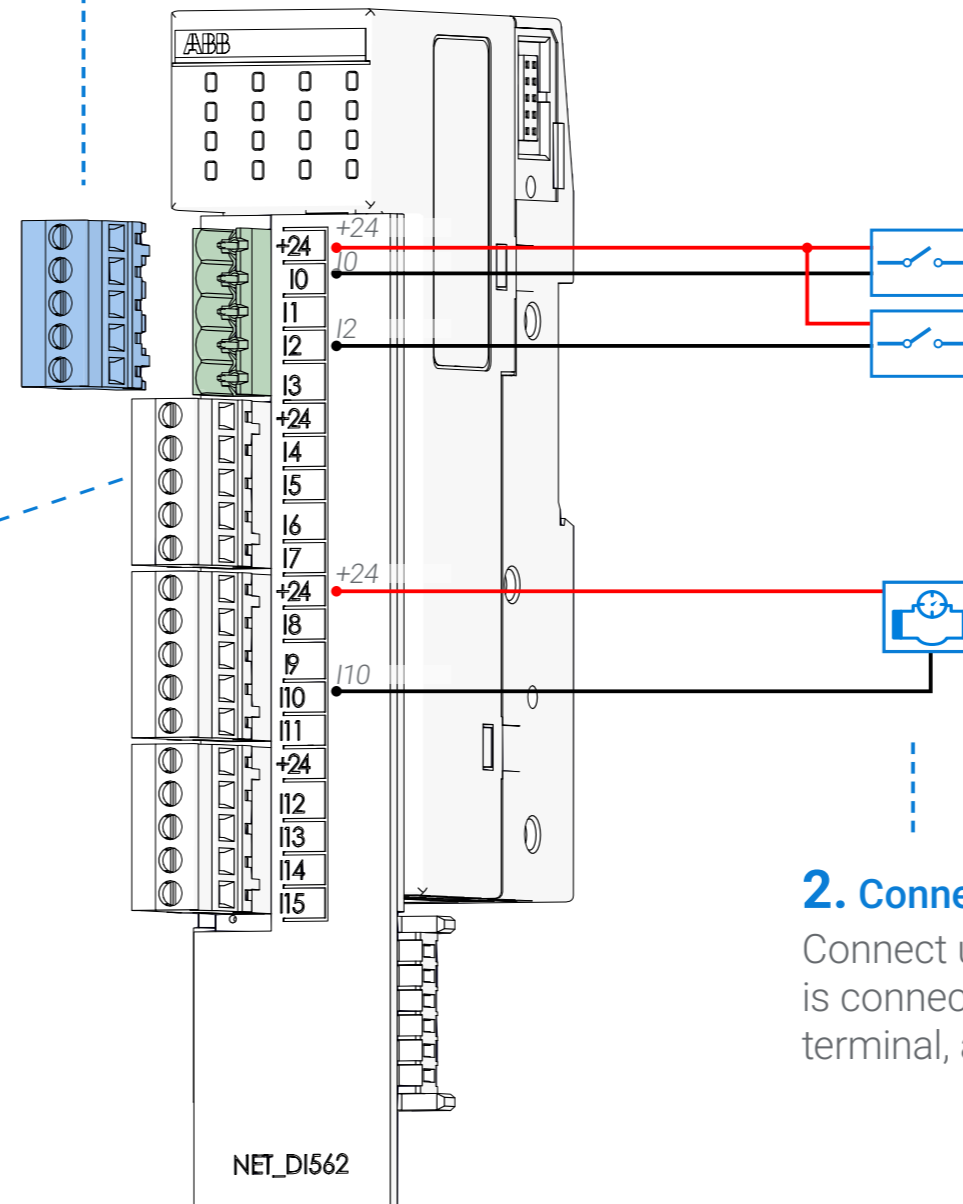 ABB
+24
+24
I0
I0
I1
I2
I2
I3
+24
I4
I5
I6
I7
+24
+24
I8
I9
I10
I10
I11
+24
I12
I13
I14
I15
2. Conne
Connect u
is connec
terminal, a
NET_DI562